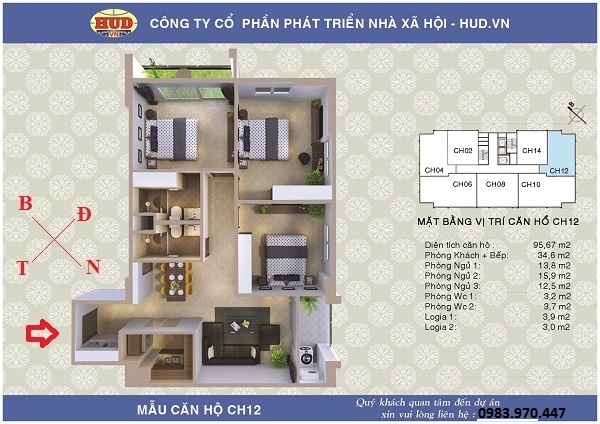 HUD
VN
CÔNG TY CỔ PHẦN PHÁT TRIỂN NHÀ XÃ HỘI - HUD.VN
B
Đ
T
N
B
CH02
CH14
CH04
CH12
CH06
CH08
CH10
MẶT BẰNG VỊ TRÍ CĂN HỔ CH12
Diện tích căn hộ : 95,67 m2
Phòng Khách + Bếp: 34,6 m2
Phòng Ngủ 1: 13,8 m2
Phòng Ngủ 2: 15,9 m2
Phòng Ngủ 3: 12,5 m2
Phòng Wc 1: 3,2 m2
Phòng Wc 2: 3,7 m2
Logia 1: 3,9 m2
Logia 2: 3,0 m2
MẪU CĂN HỘ CH12
Quý khách quan tâm đến dự án
xin vui lòng liên hệ : 0983.970.447